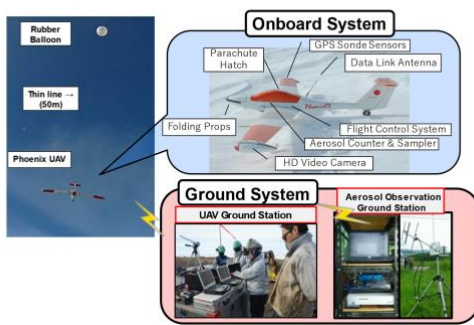 Rubber
Balloon
Thin line →
(50m)
Phoenix UAV
Onboard System
GPS Sonde Sensors
Parachute
Hatch
Data Link Antenna
Folding Props
Flight Control System
Aerosol Counter & Sampler
HD Video Camera
Ground System
UAV Ground Station
Aerosol Observation
Ground Station